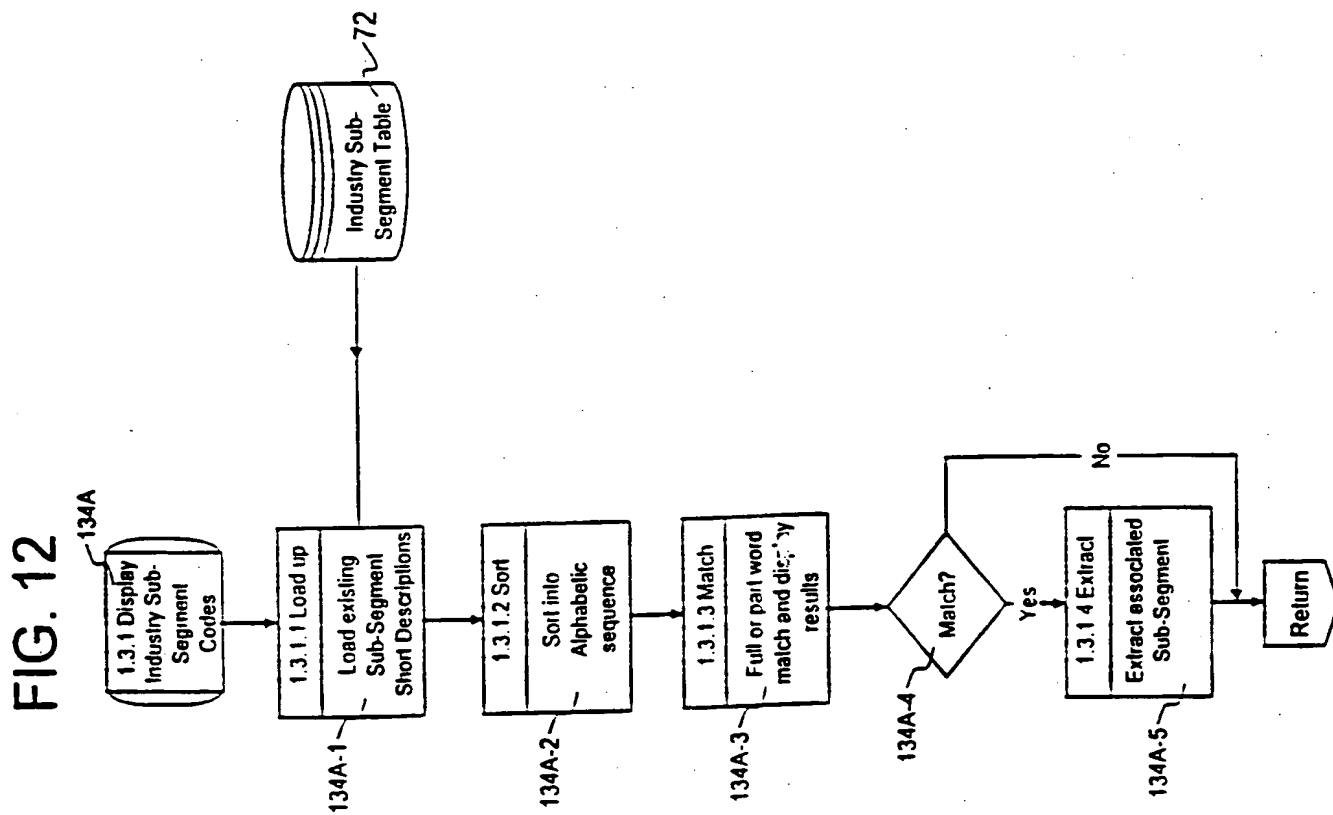 FIG. 12
134A
1.3.1 Display
Industry Sub-
Segment
Codes
72
Industry Sub-
Segment Table
1.3.1.1 Load up
Load existing
Sub-Segment
Short Descriptions
134A-1
1.3.1.2 Sort
Sort into
Alphabetic
sequence
134A-2
1.3.1.3 Match
Full or part word
match and display
results
134A-3
Match?
134A-4
No
Yes
1.3.1 4 Extract
Extract associated
Sub-Segment
134A-5
Return